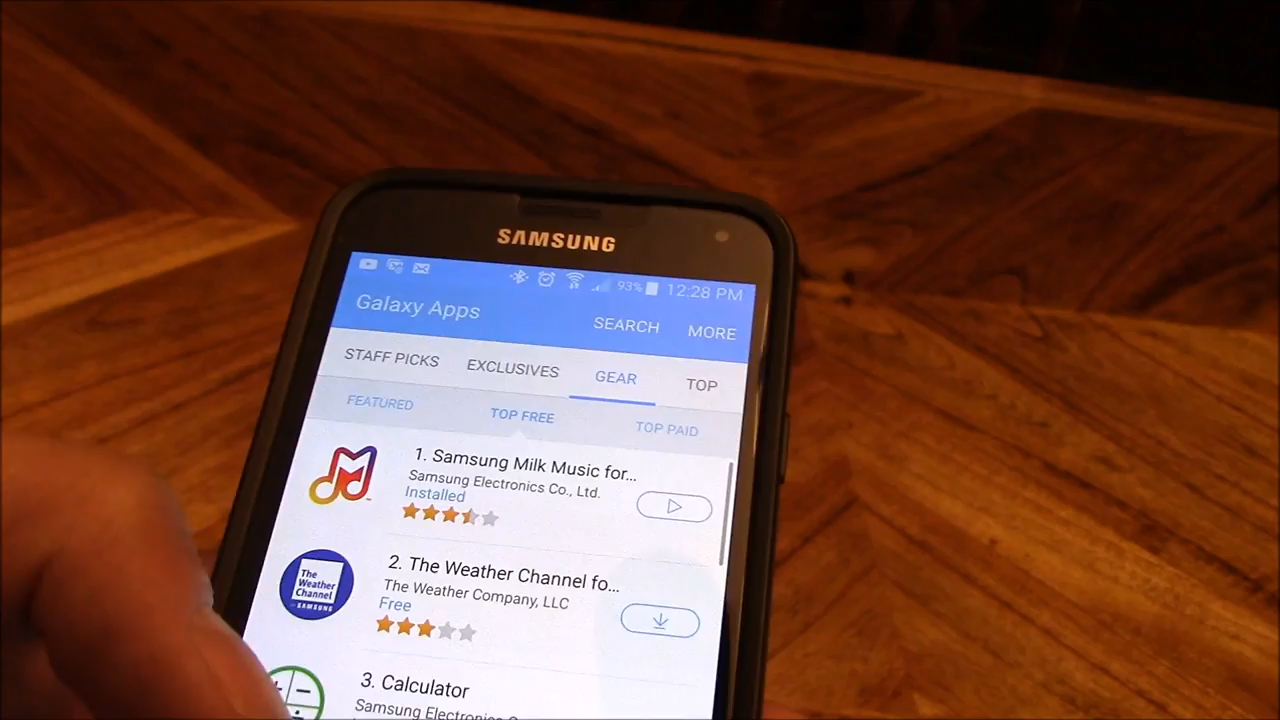 SAMSUNG
93% 12:28 PM
Galaxy Apps
SEARCH MORE
STAFF PICKS EXCLUSIVES GEAR TOP
FEATURED TOP FREE TOP PAID
1. Samsung Milk Music for...
Samsung Electronics Co., Ltd.
Installed
The
Weather
Channel
for SAMSUNG
2. The Weather Channel fo...
The Weather Company, LLC
Free
3. Calculator
Samsung Electronics